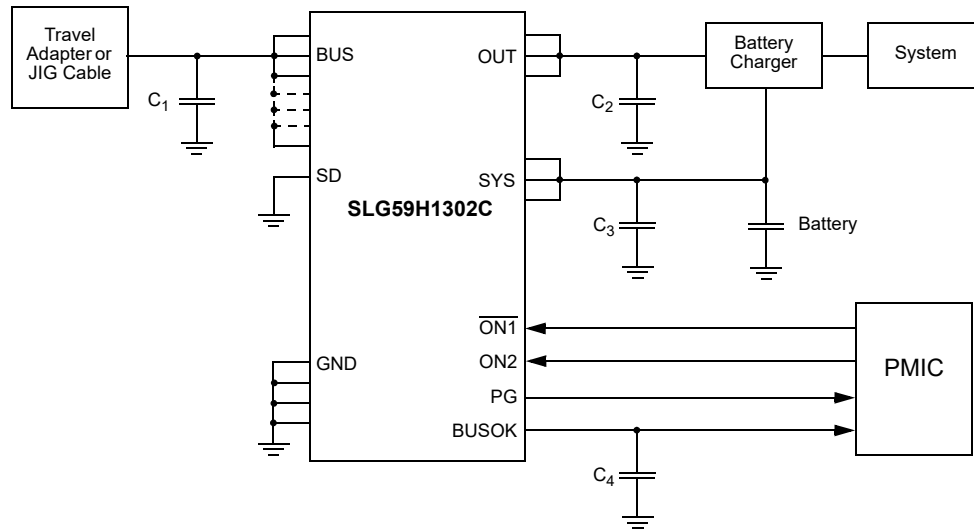 Travel
Adapter or
JIG Cable
C1
BUS
SD
GND
SLG59H1302C
OUT
SYS
ON1
ON2
PG
BUSOK
C2
C3
C4
Battery
Charger
System
Battery
PMIC